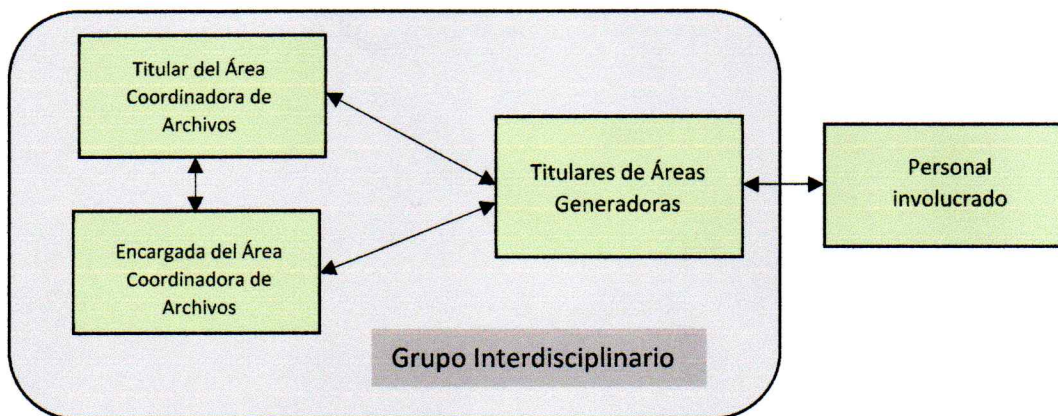 Titular del Área
Coordinadora de
Archivos
Titulares de Áreas
Generadoras
Personal
involucrado
Encargada del Área
Coordinadora de
Archivos
Grupo Interdisciplinario